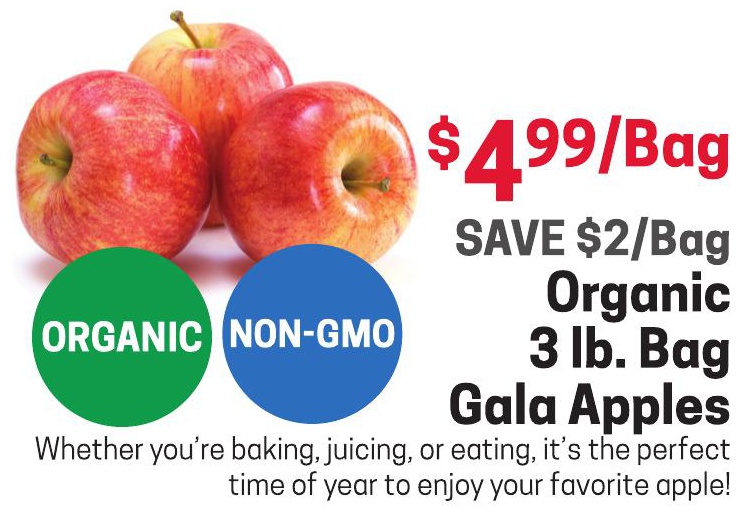 $4.99/Bag
SAVE $2/Bag
Organic
3 lb. Bag
Gala Apples
ORGANIC
NON-GMO
Whether you're baking, juicing, or eating, it's the perfect
time of year to enjoy your favorite apple!